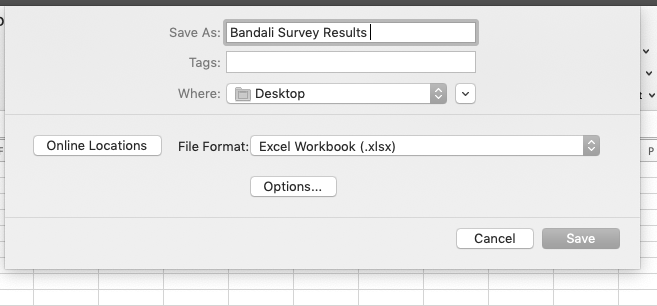 Save As: Bandali Survey Results
Tags:
Where: Desktop
Online Locations File Format: Excel Workbook (.xlsx)
P
Options...
Cancel Save